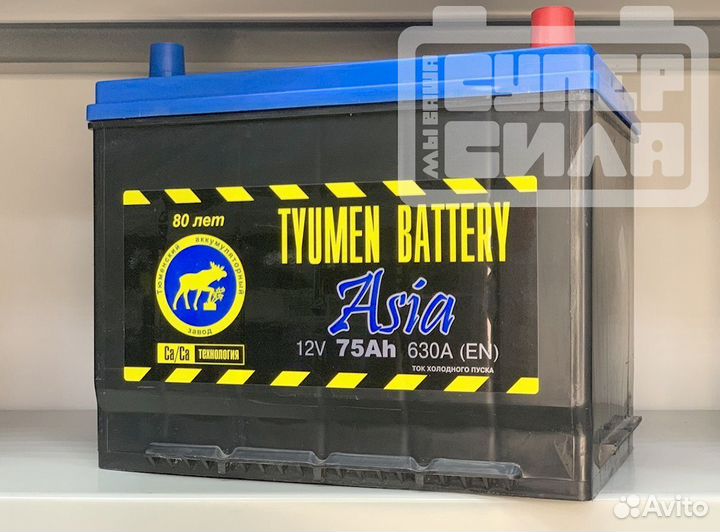 МЫ ВАША
СУПЕР
СИЛА
80 лет
TYUMEN BATTERY
Asia
Тюменский аккумуляторный
завод
12V 75Ah 630A (EN)
Ca/Ca технология
ТОК ХОЛОДНОГО ПУСКА
Avito